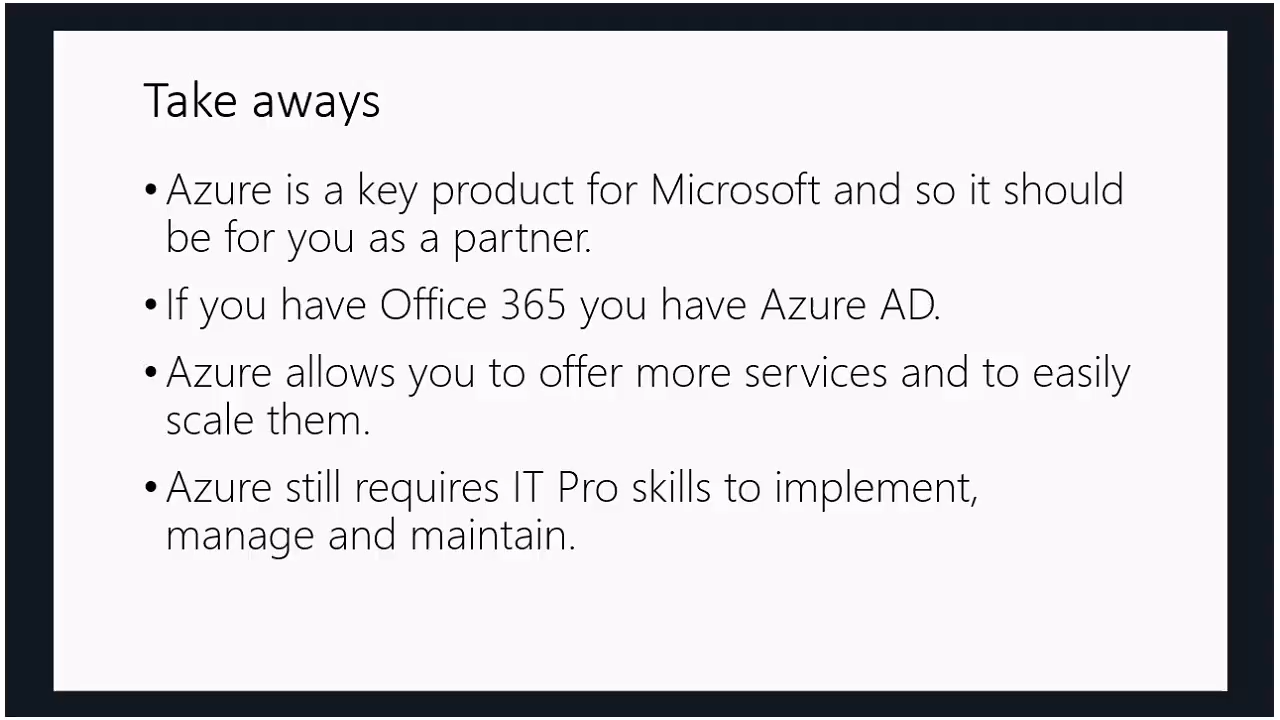 Take aways
• Azure is a key product for Microsoft and so it should
be for you as a partner.
• If you have Office 365 you have Azure AD.
• Azure allows you to offer more services and to easily
scale them.
• Azure still requires IT Pro skills to implement,
manage and maintain.